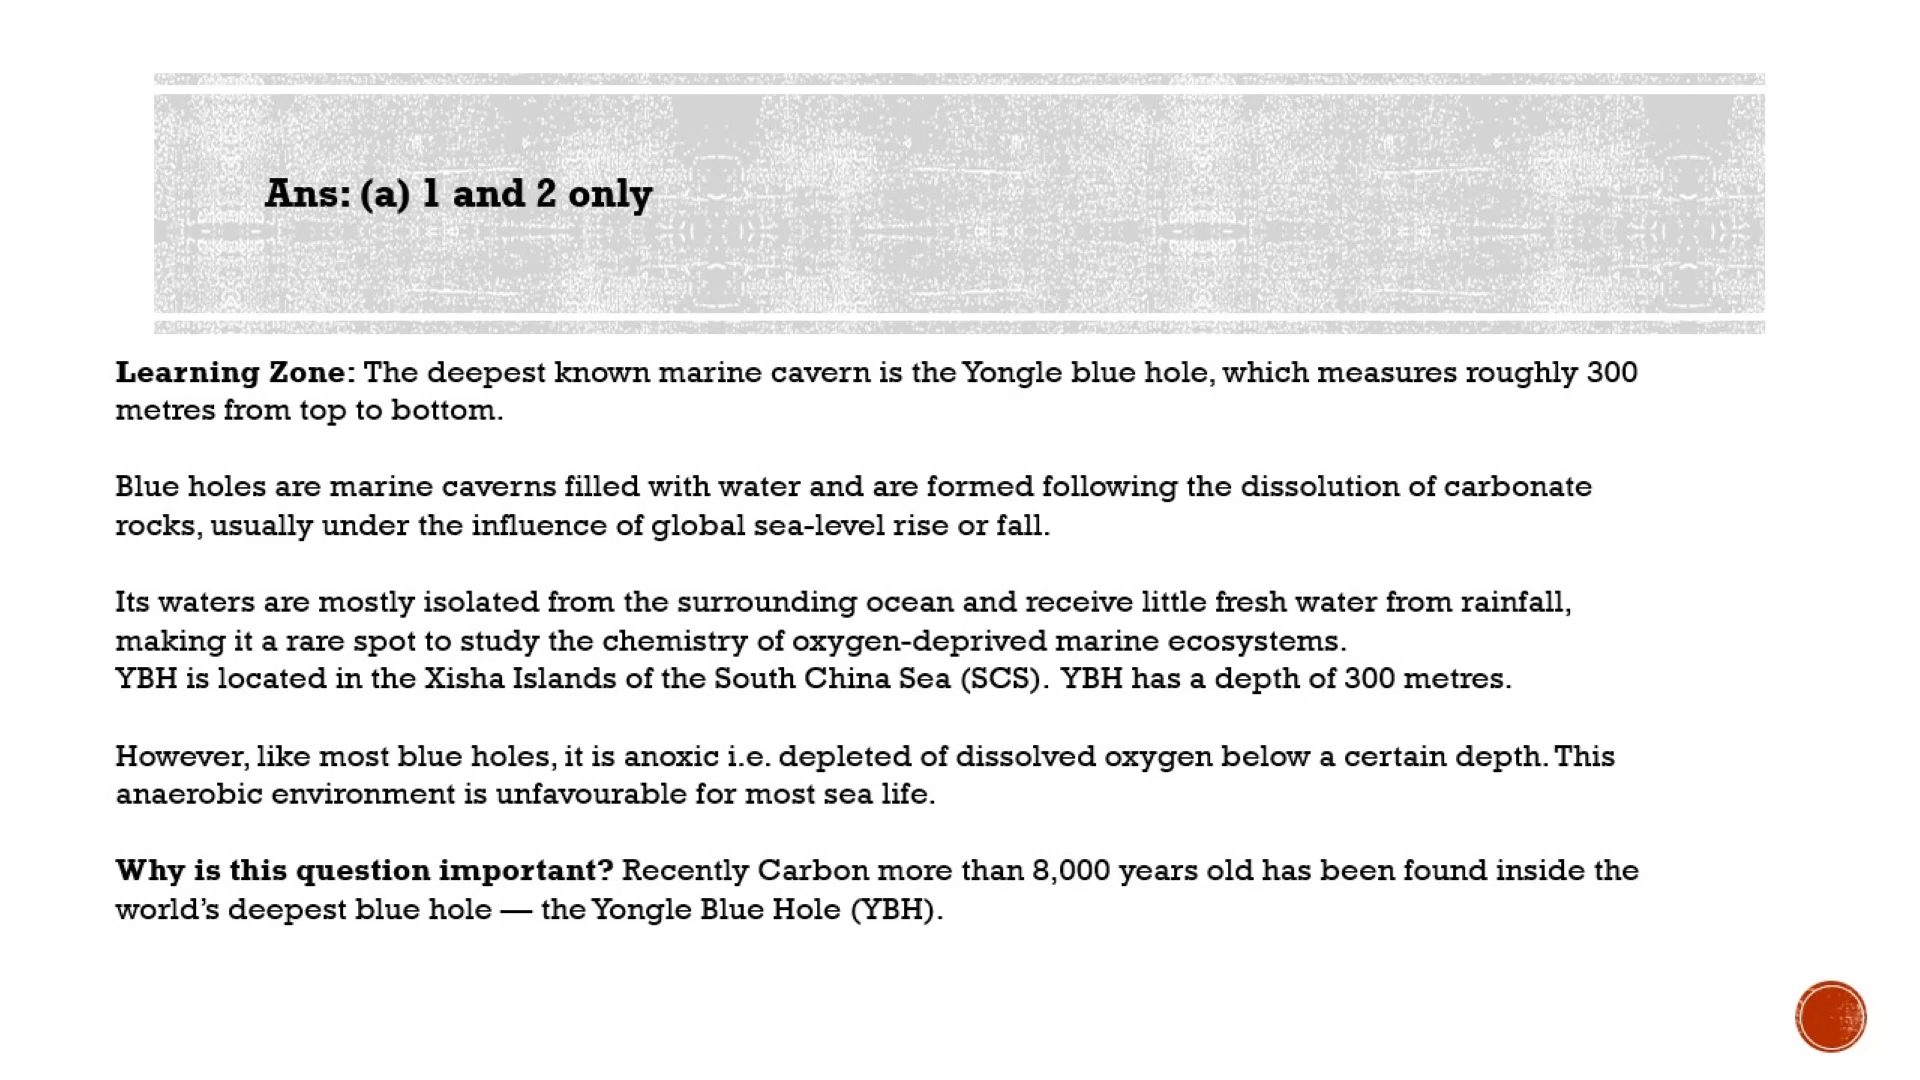 Ans: (a) 1 and 2 only
Learning Zone: The deepest known marine cavern is the Yongle blue hole, which measures roughly 300
metres from top to bottom.
Blue holes are marine caverns filled with water and are formed following the dissolution of carbonate
rocks, usually under the influence of global sea-level rise or fall.
Its waters are mostly isolated from the surrounding ocean and receive little fresh water from rainfall,
making it a rare spot to study the chemistry of oxygen-deprived marine ecosystems.
YBH is located in the Xisha Islands of the South China Sea (SCS). YBH has a depth of 300 metres.
However, like most blue holes, it is anoxic i.e. depleted of dissolved oxygen below a certain depth. This
anaerobic environment is unfavourable for most sea life.
Why is this question important? Recently Carbon more than 8,000 years old has been found inside the
world’s deepest blue hole — the Yongle Blue Hole (YBH).